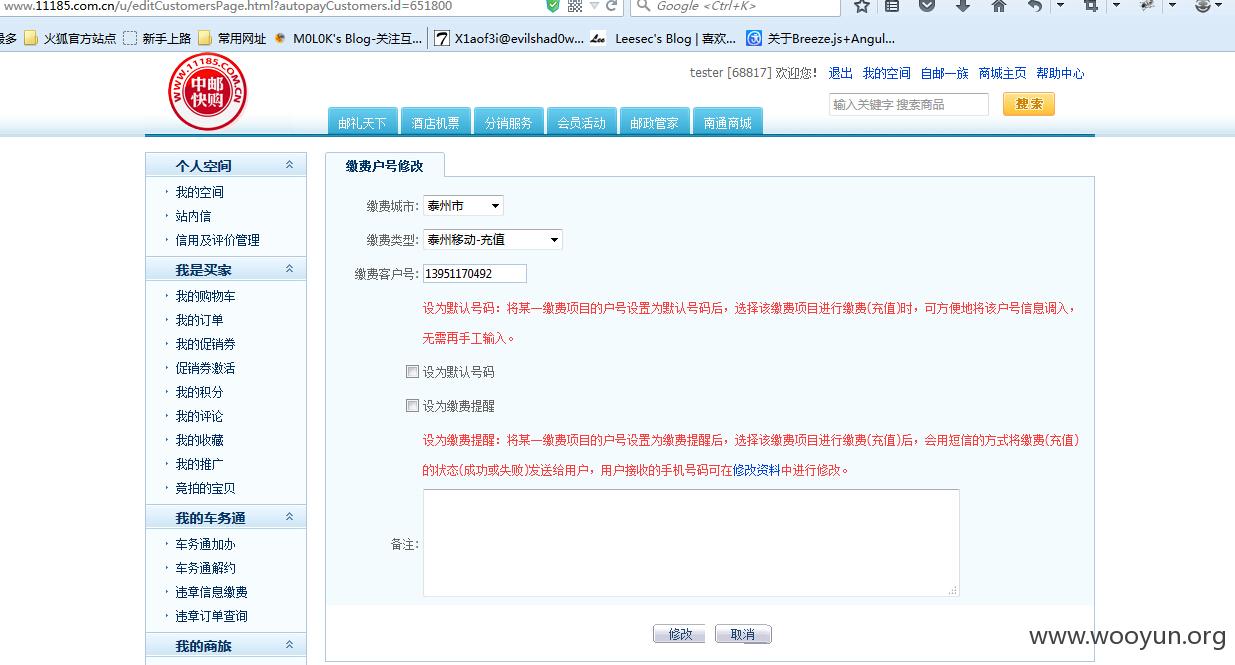 www.11185.com.cn/u/editCustomersPage.html?autopayCustomers.id=651800
Google <Ctrl+K>
最多 火狐官方站点 新手上路 常用网址 M0L0K's Blog-关注互... X1aof3i@evilshad0w... Leesec's Blog | 喜欢... 关于Breeze.js+Angul...
WWW.11185.COM.CN
中邮
快购
tester [68817] 欢迎您! 退出 我的空间 自邮一族 商城主页 帮助中心
输入关键字 搜索商品 搜索
邮礼天下 酒店机票 分销服务 会员活动 邮政管家 南通商城
个人空间
我的空间
站内信
信用及评价管理
我是买家
我的购物车
我的订单
我的促销券
促销券激活
我的积分
我的评论
我的收藏
我的推广
竞拍的宝贝
我的车务通
车务通加办
车务通解约
违章信息缴费
违章订单查询
我的商旅
缴费户号修改
缴费城市: 泰州市
缴费类型: 泰州移动-充值
缴费客户号: 13951170492
设为默认号码: 将某一缴费项目的户号设置为默认号码后，选择该缴费项目进行缴费(充值)时，可方便地将该户号信息调入，
无需再手工输入。
设为默认号码
设为缴费提醒
设为缴费提醒: 将某一缴费项目的户号设置为缴费提醒后，选择该缴费项目进行缴费(充值)后，会用短信的方式将缴费(充值)
的状态(成功或失败)发送给用户，用户接收的手机号码可在修改资料中进行修改。
备注:
修改 取消
www.wooyun.org